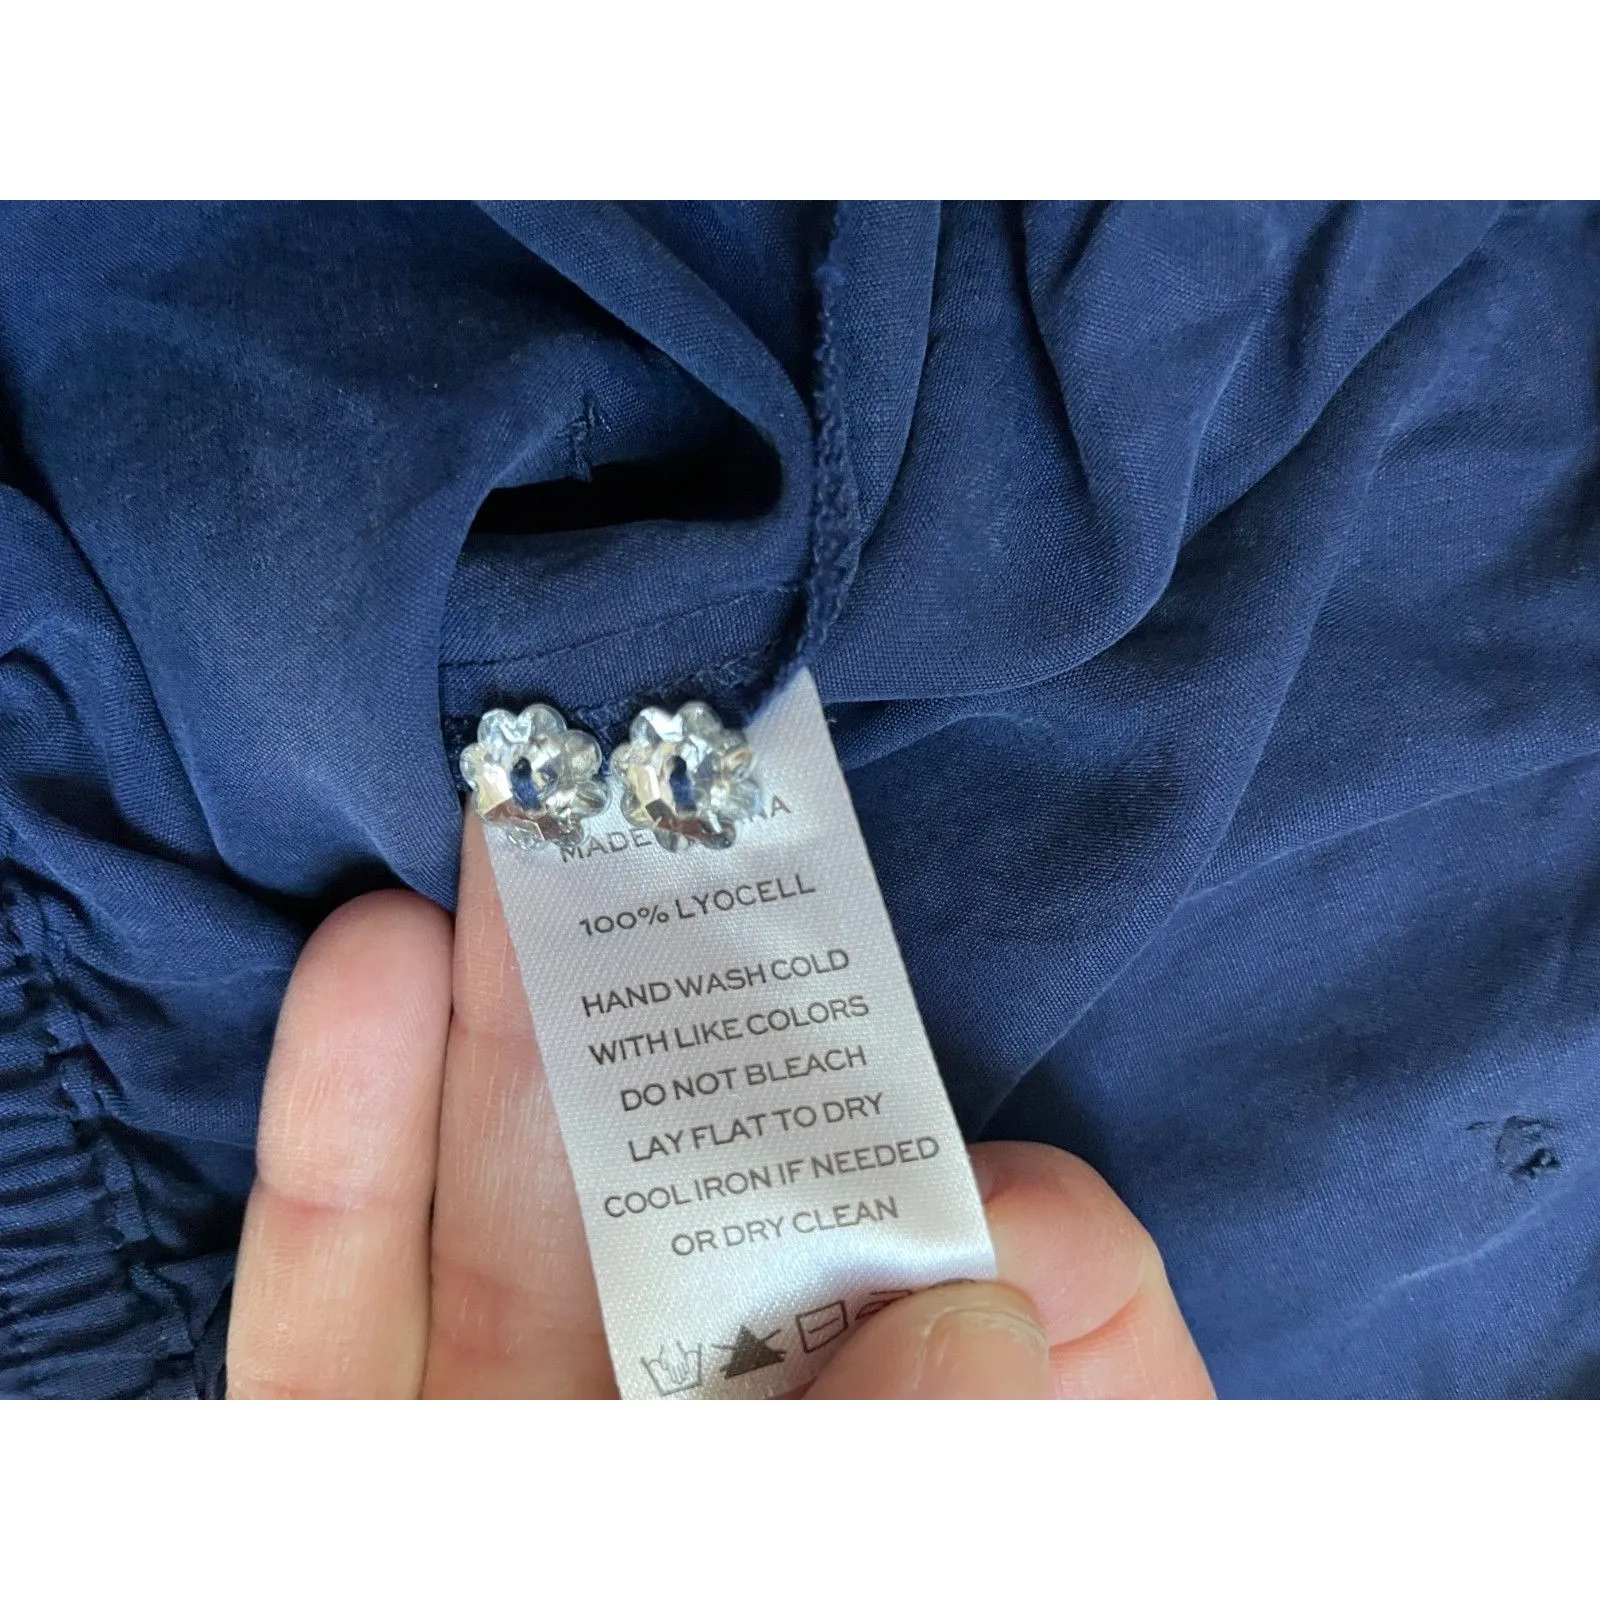 MADE
100% LYOCELL
HAND WASH COLD
WITH LIKE COLORS
DO NOT BLEACH
LAY FLAT TO DRY
COOL IRON IF NEEDED
OR DRY CLEAN